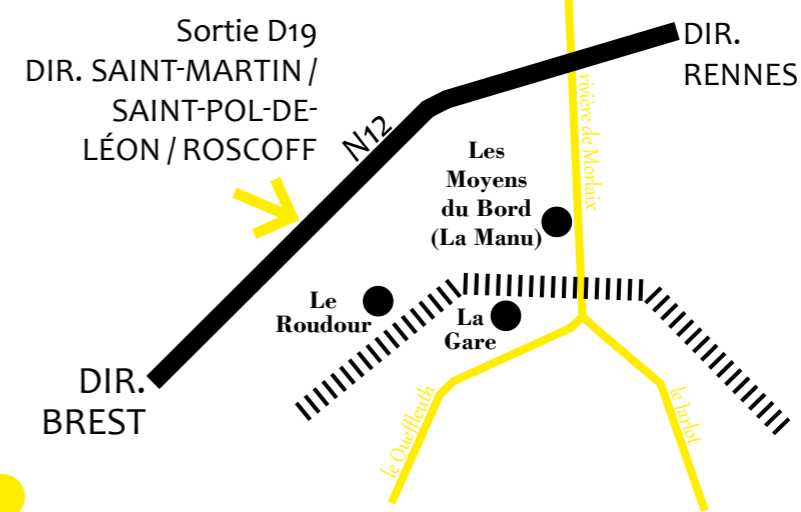 Sortie D19
DIR. SAINT-MARTIN /
SAINT-POL-DE-
LÉON / ROSCOFF
N12
DIR.
RENNES
rivière de Morlaix
Les
Moyens
du Bord
(La Manu)
Le
Roudour
La
Gare
DIR.
BREST
le Queffleuth
le Jarlot